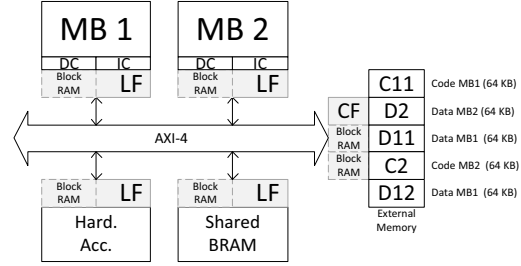 MB 1
MB 2
DC IC
DC IC
Block RAM LF
Block RAM LF
AXI-4
Block RAM LF
Block RAM LF
Hard. Acc.
Shared BRAM
C11 Code MB1 (64 KB)
CF D2 Data MB2 (64 KB)
Block RAM D11 Data MB1 (64 KB)
Block RAM C2 Code MB2 (64 KB)
D12 Data MB1 (64 KB)
External
Memory